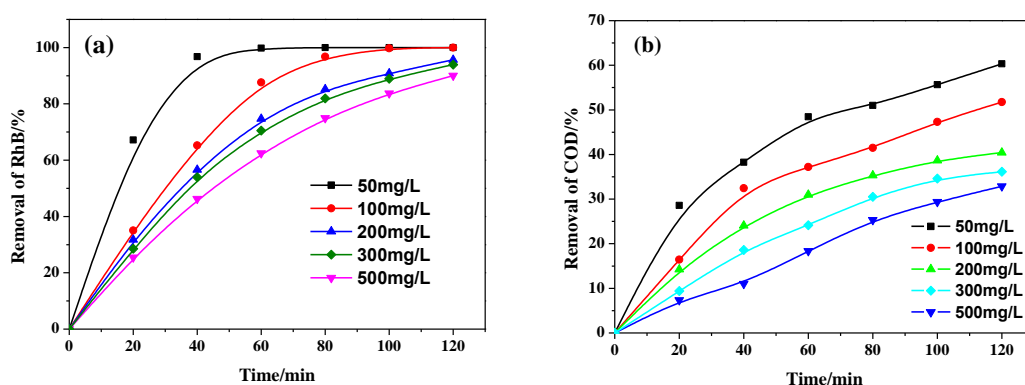 (a)
Removal of RhB/%
100
80
60
40
20
0
0 20 40 60 80 100 120
Time/min
50mg/L
100mg/L
200mg/L
300mg/L
500mg/L
(b)
Removal of COD/%
70
60
50
40
30
20
10
0
0 20 40 60 80 100 120
Time/min
50mg/L
100mg/L
200mg/L
300mg/L
500mg/L